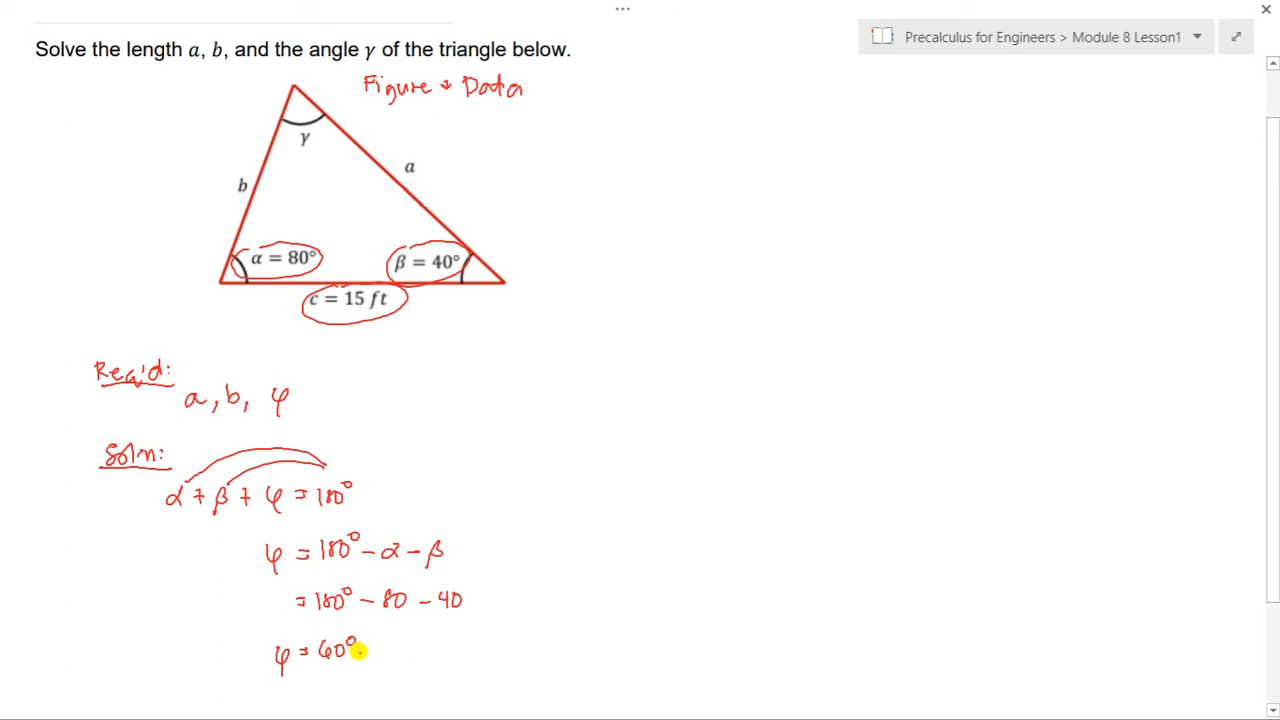 ...
Precalculus for Engineers > Module 8 Lesson1
Solve the length a, b, and the angle γ of the triangle below.
Figure + Data
γ
a
b
α = 80°
β = 40°
c = 15 ft
Req'd:
a, b, φ
Sol'n:
α + β + φ = 180°
φ = 180° - α - β
= 180° - 80 - 40
φ = 60°